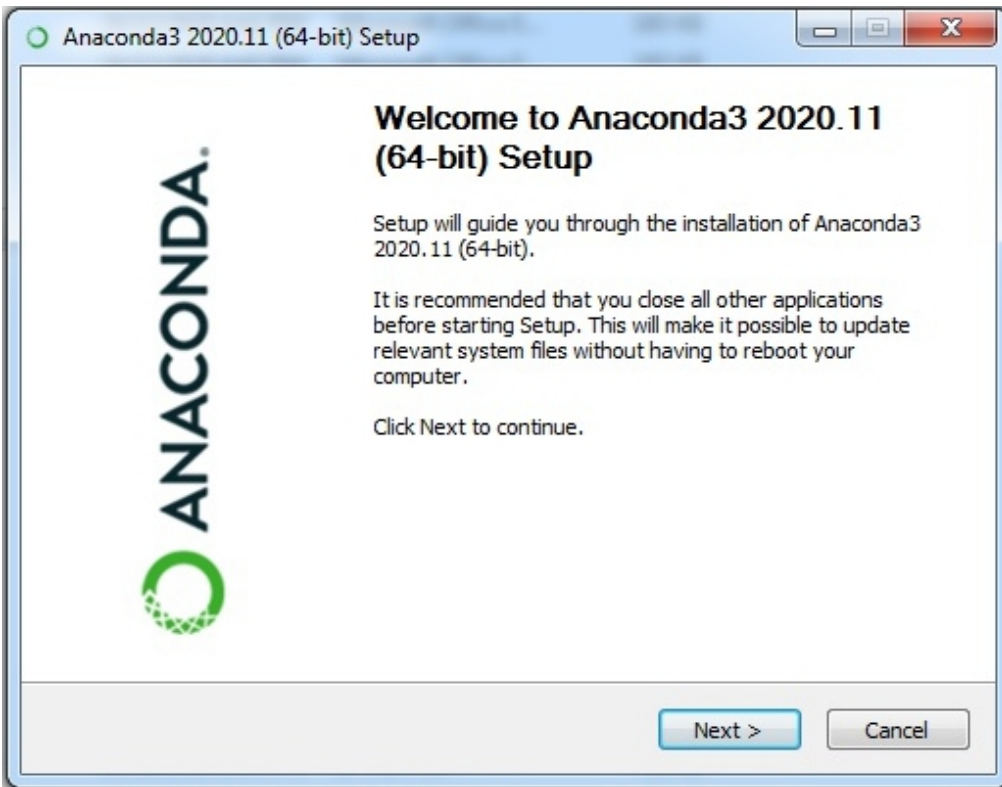 Anaconda3 2020.11 (64-bit) Setup
Welcome to Anaconda3 2020.11
(64-bit) Setup
Setup will guide you through the installation of Anaconda3
2020.11 (64-bit).
It is recommended that you close all other applications
before starting Setup. This will make it possible to update
relevant system files without having to reboot your
computer.
Click Next to continue.
ANACONDA.
Next >
Cancel